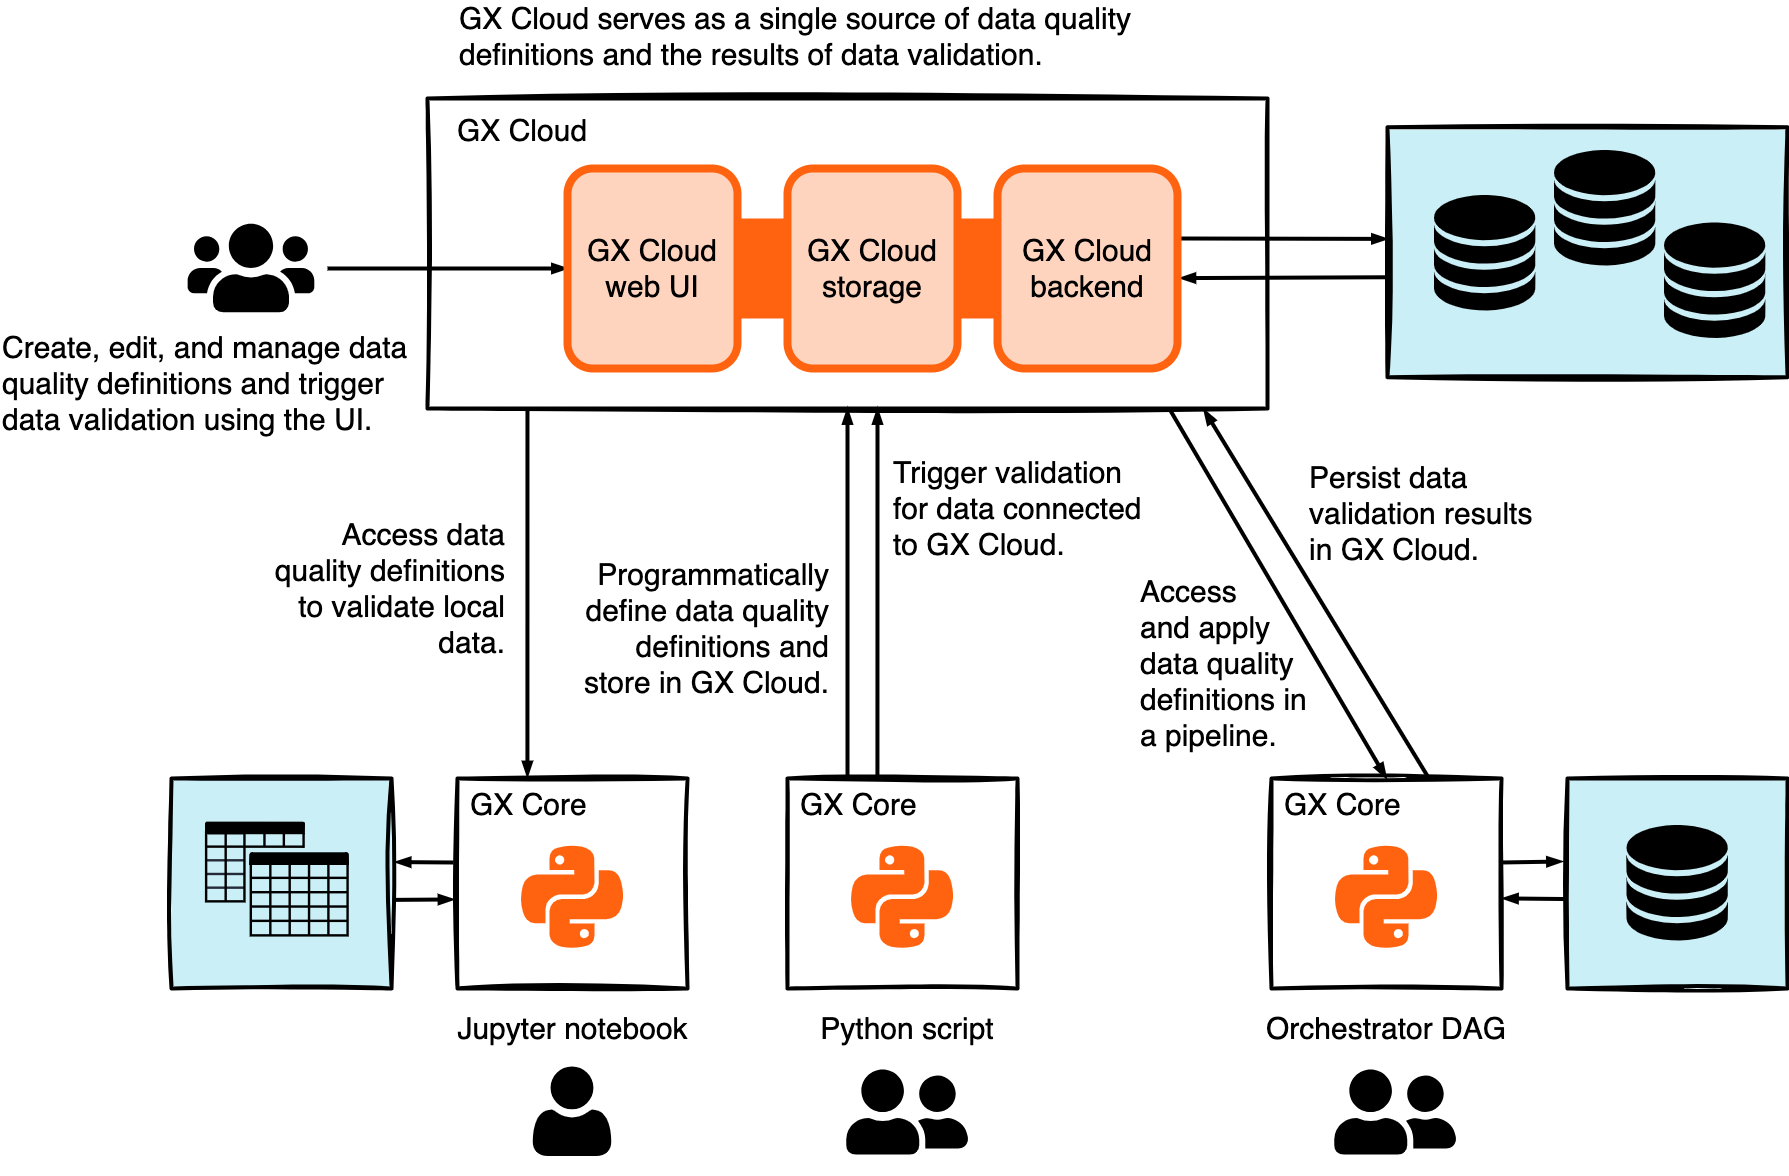 GX Cloud serves as a single source of data quality
definitions and the results of data validation.
GX Cloud
GX Cloud
web UI
GX Cloud
storage
GX Cloud
backend
Create, edit, and manage data
quality definitions and trigger
data validation using the UI.
Access data
quality definitions
to validate local
data.
Programmatically
define data quality
definitions and
store in GX Cloud.
Trigger validation
for data connected
to GX Cloud.
Access
and apply
data quality
definitions in
a pipeline.
Persist data
validation results
in GX Cloud.
GX Core
GX Core
GX Core
Jupyter notebook
Python script
Orchestrator DAG